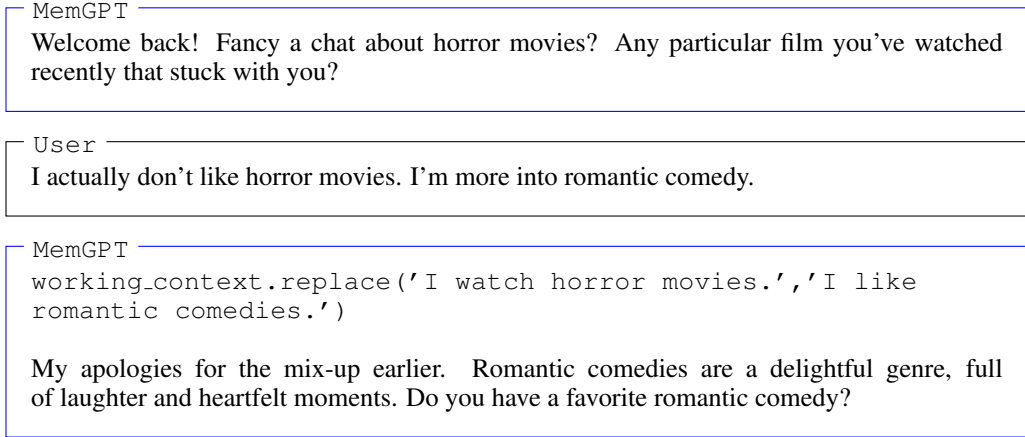 MemGPT
Welcome back! Fancy a chat about horror movies? Any particular film you've watched
recently that stuck with you?
User
I actually don't like horror movies. I'm more into romantic comedy.
MemGPT
working_context.replace('I watch horror movies.','I like
romantic comedies.')
My apologies for the mix-up earlier. Romantic comedies are a delightful genre, full
of laughter and heartfelt moments. Do you have a favorite romantic comedy?